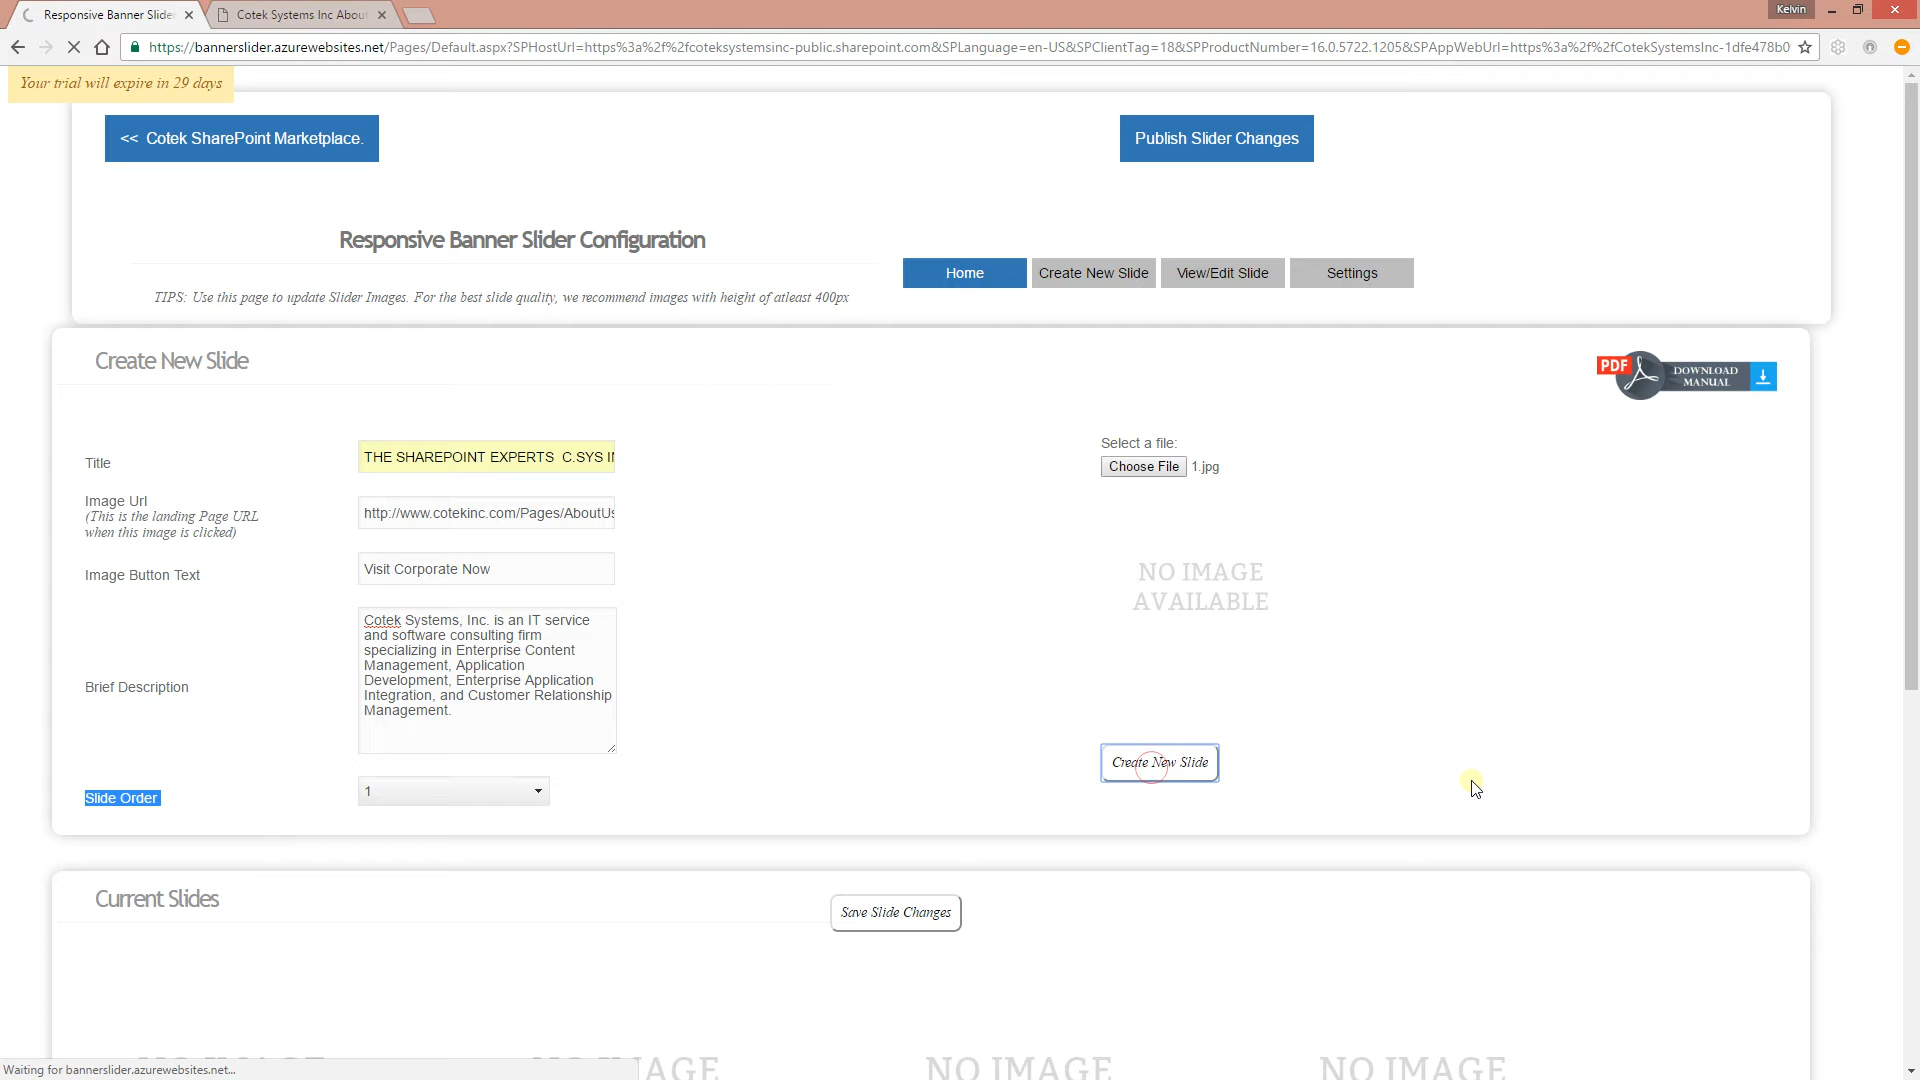 Responsive Banner Slide
Cotek Systems Inc About
Kelvin
https://bannerslider.azurewebsites.net/Pages/Default.aspx?SPHostUrl=https%3a%2f%2fcoteksystemsinc-public.sharepoint.com&SPLanguage=en-US&SPClientTag=18&SPProductNumber=16.0.5722.1205&SPAppWebUrl=https%3a%2f%2fCotekSystemsInc-1dfe478b0
Your trial will expire in 29 days
<< Cotek SharePoint Marketplace.
Publish Slider Changes
Responsive Banner Slider Configuration
Home
Create New Slide
View/Edit Slide
Settings
TIPS: Use this page to update Slider Images. For the best slide quality, we recommend images with height of atleast 400px
Create New Slide
PDF
DOWNLOAD
MANUAL
Title
THE SHAREPOINT EXPERTS C.SYS I
Select a file:
Choose File 1.jpg
Image Url
(This is the landing Page URL
when this image is clicked)
http://www.cotekinc.com/Pages/AboutUs
Image Button Text
Visit Corporate Now
NO IMAGE
AVAILABLE
Brief Description
Cotek Systems, Inc. is an IT service
and software consulting firm
specializing in Enterprise Content
Management, Application
Development, Enterprise Application
Integration, and Customer Relationship
Management.
Create New Slide
Slide Order
1
Current Slides
Save Slide Changes
NO IMAGE
NO IMAGE
NO IMAGE
NO IMAGE
Waiting for bannerslider.azurewebsites.net...